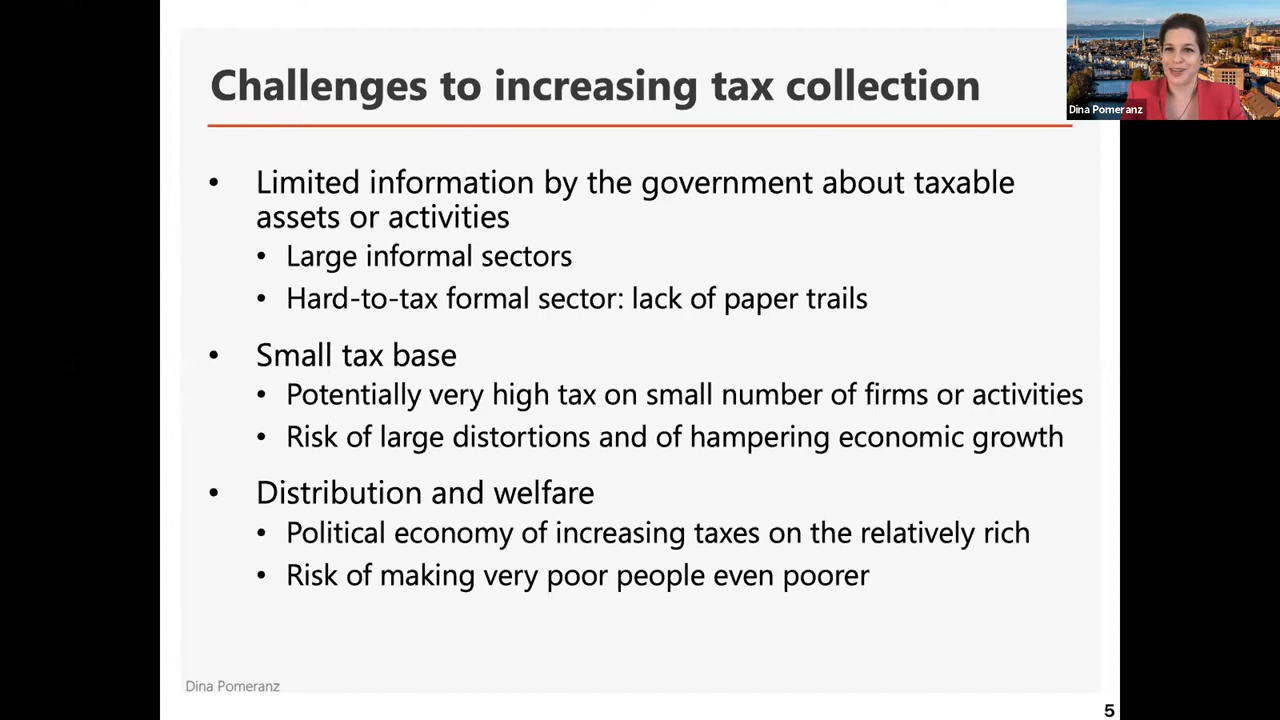 Challenges to increasing tax collection
Dina Pomeranz
• Limited information by the government about taxable
assets or activities
• Large informal sectors
• Hard-to-tax formal sector: lack of paper trails
• Small tax base
• Potentially very high tax on small number of firms or activities
• Risk of large distortions and of hampering economic growth
• Distribution and welfare
• Political economy of increasing taxes on the relatively rich
• Risk of making very poor people even poorer
Dina Pomeranz
5